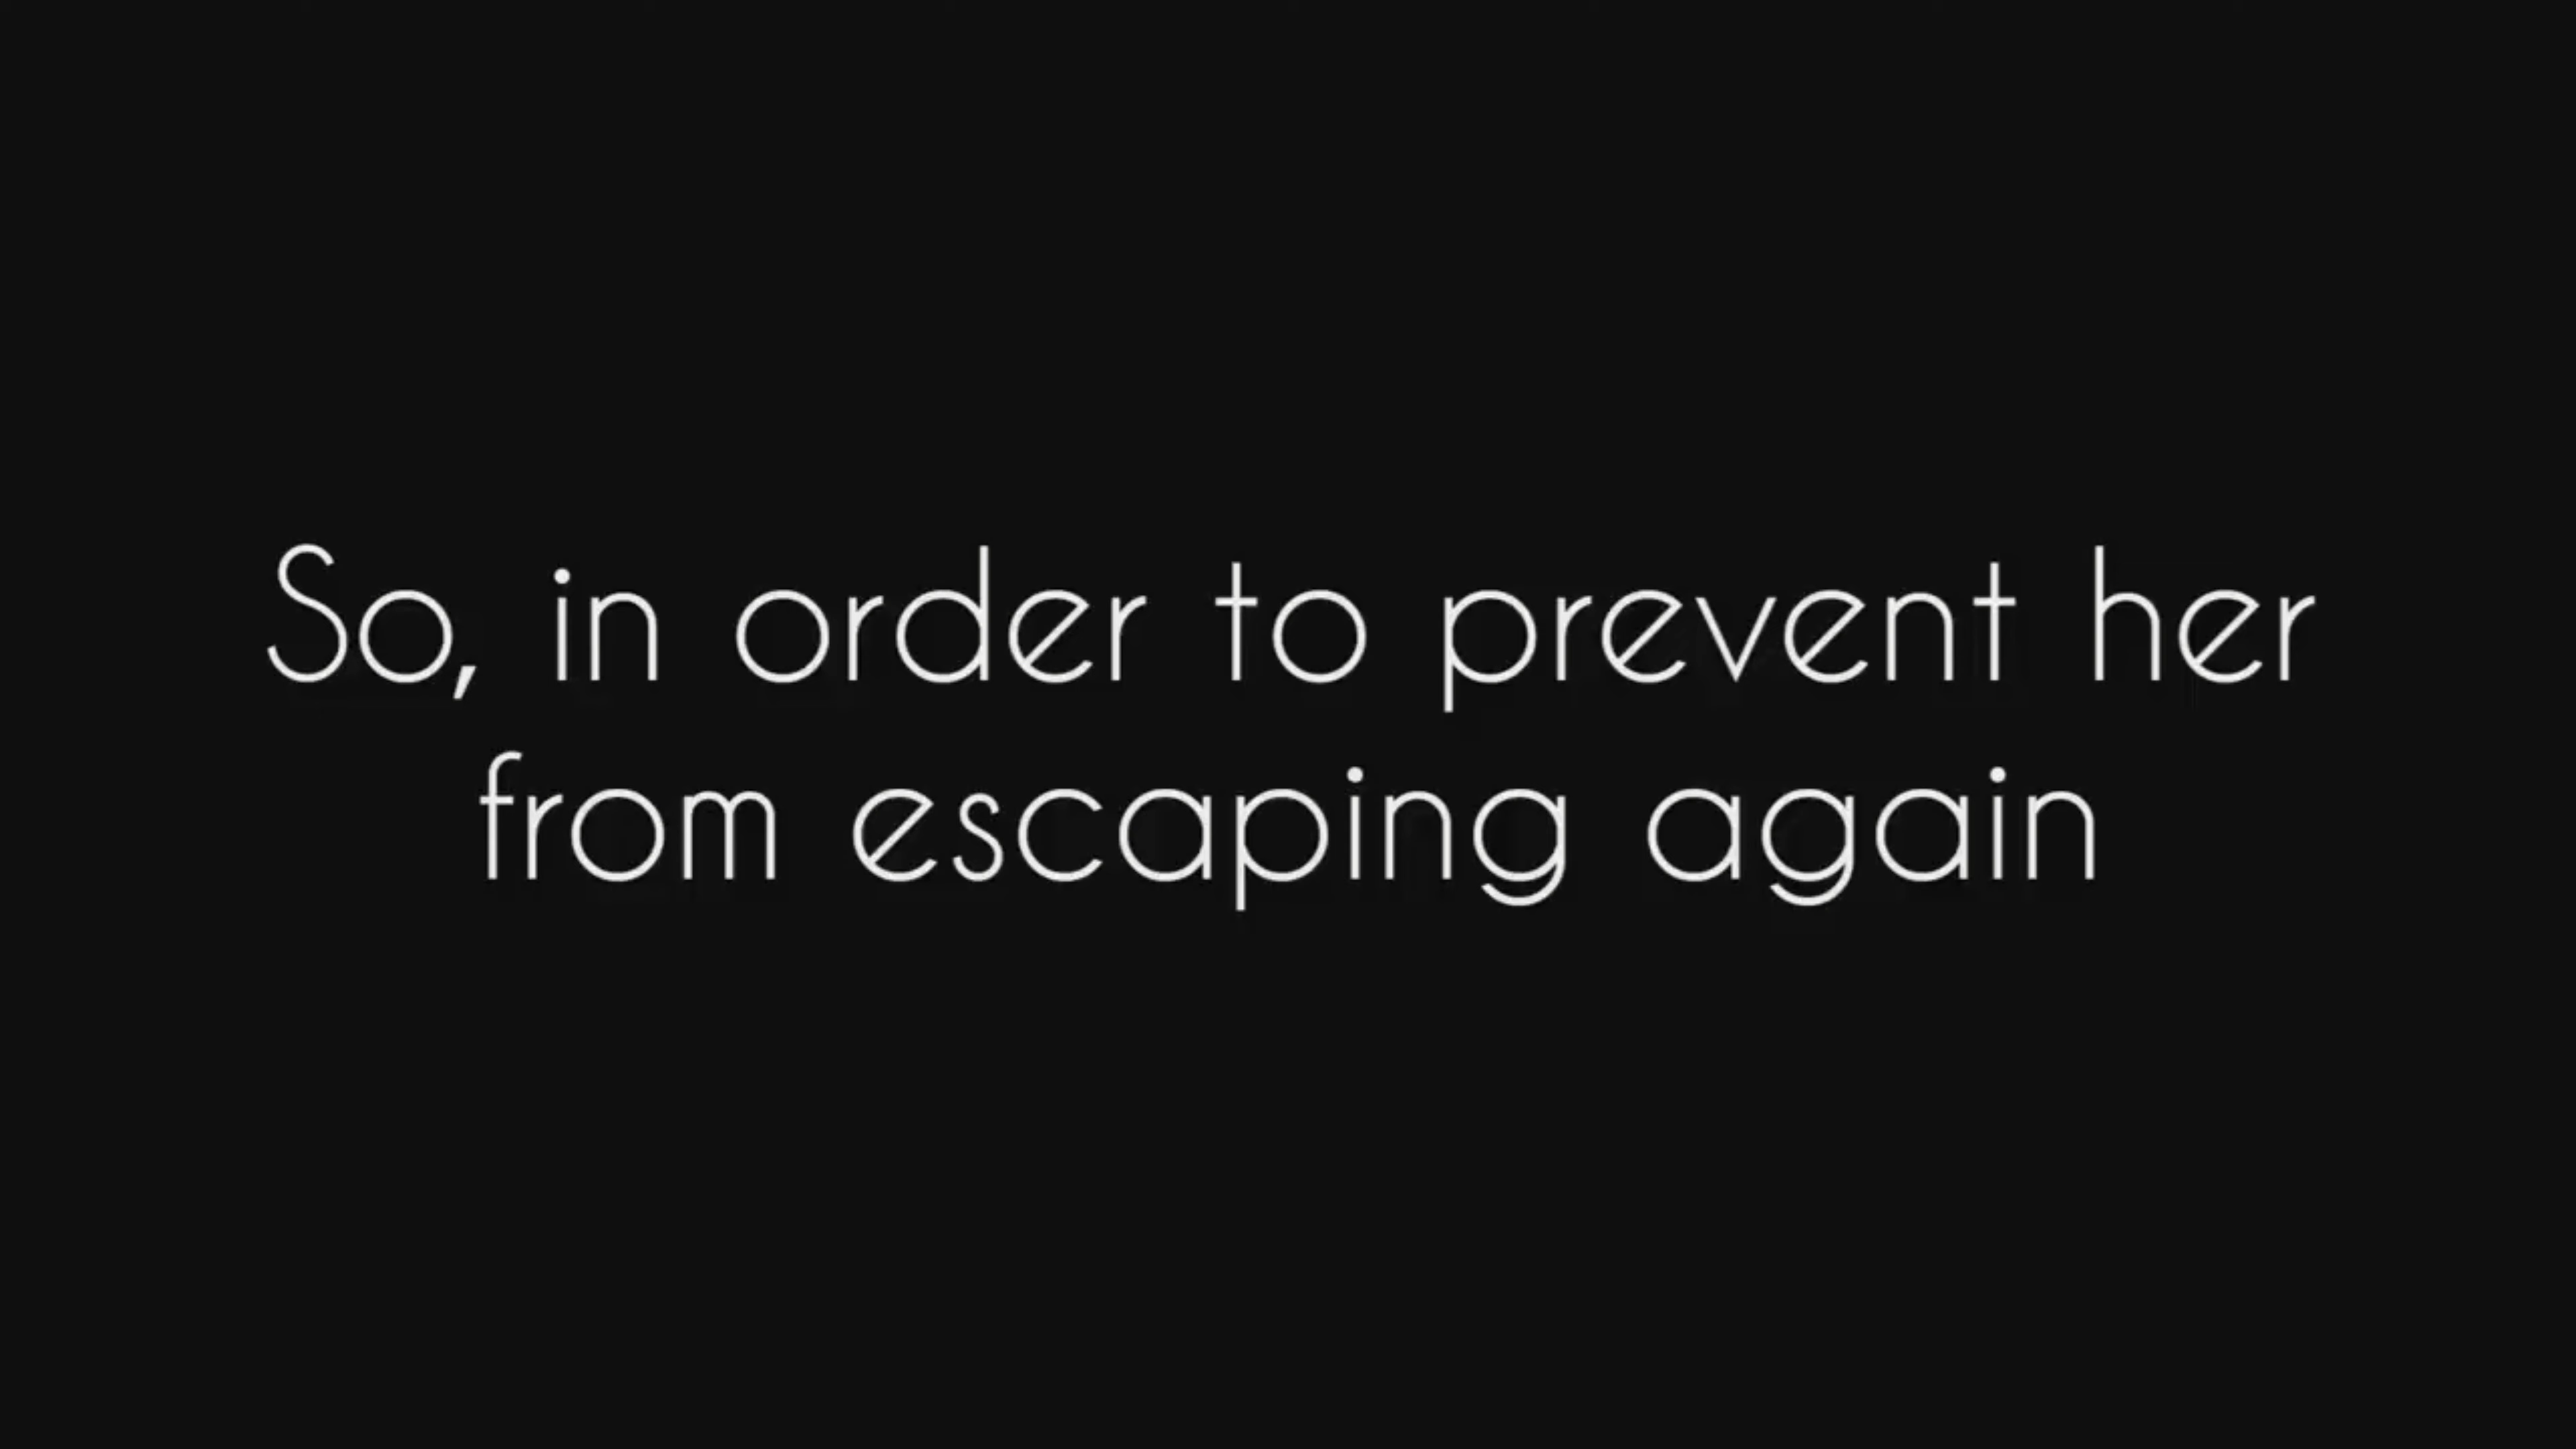 So, in order to prevent her
from escaping again